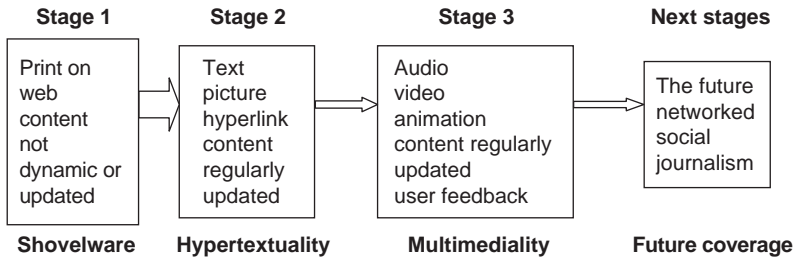 Stage 1
Stage 2
Stage 3
Next stages
Print on
web
content
not
dynamic or
updated
Text
picture
hyperlink
content
regularly
updated
Audio
video
animation
content regularly
updated
user feedback
The future
networked
social
journalism
Shovelware
Hypertextuality
Multimediality
Future coverage